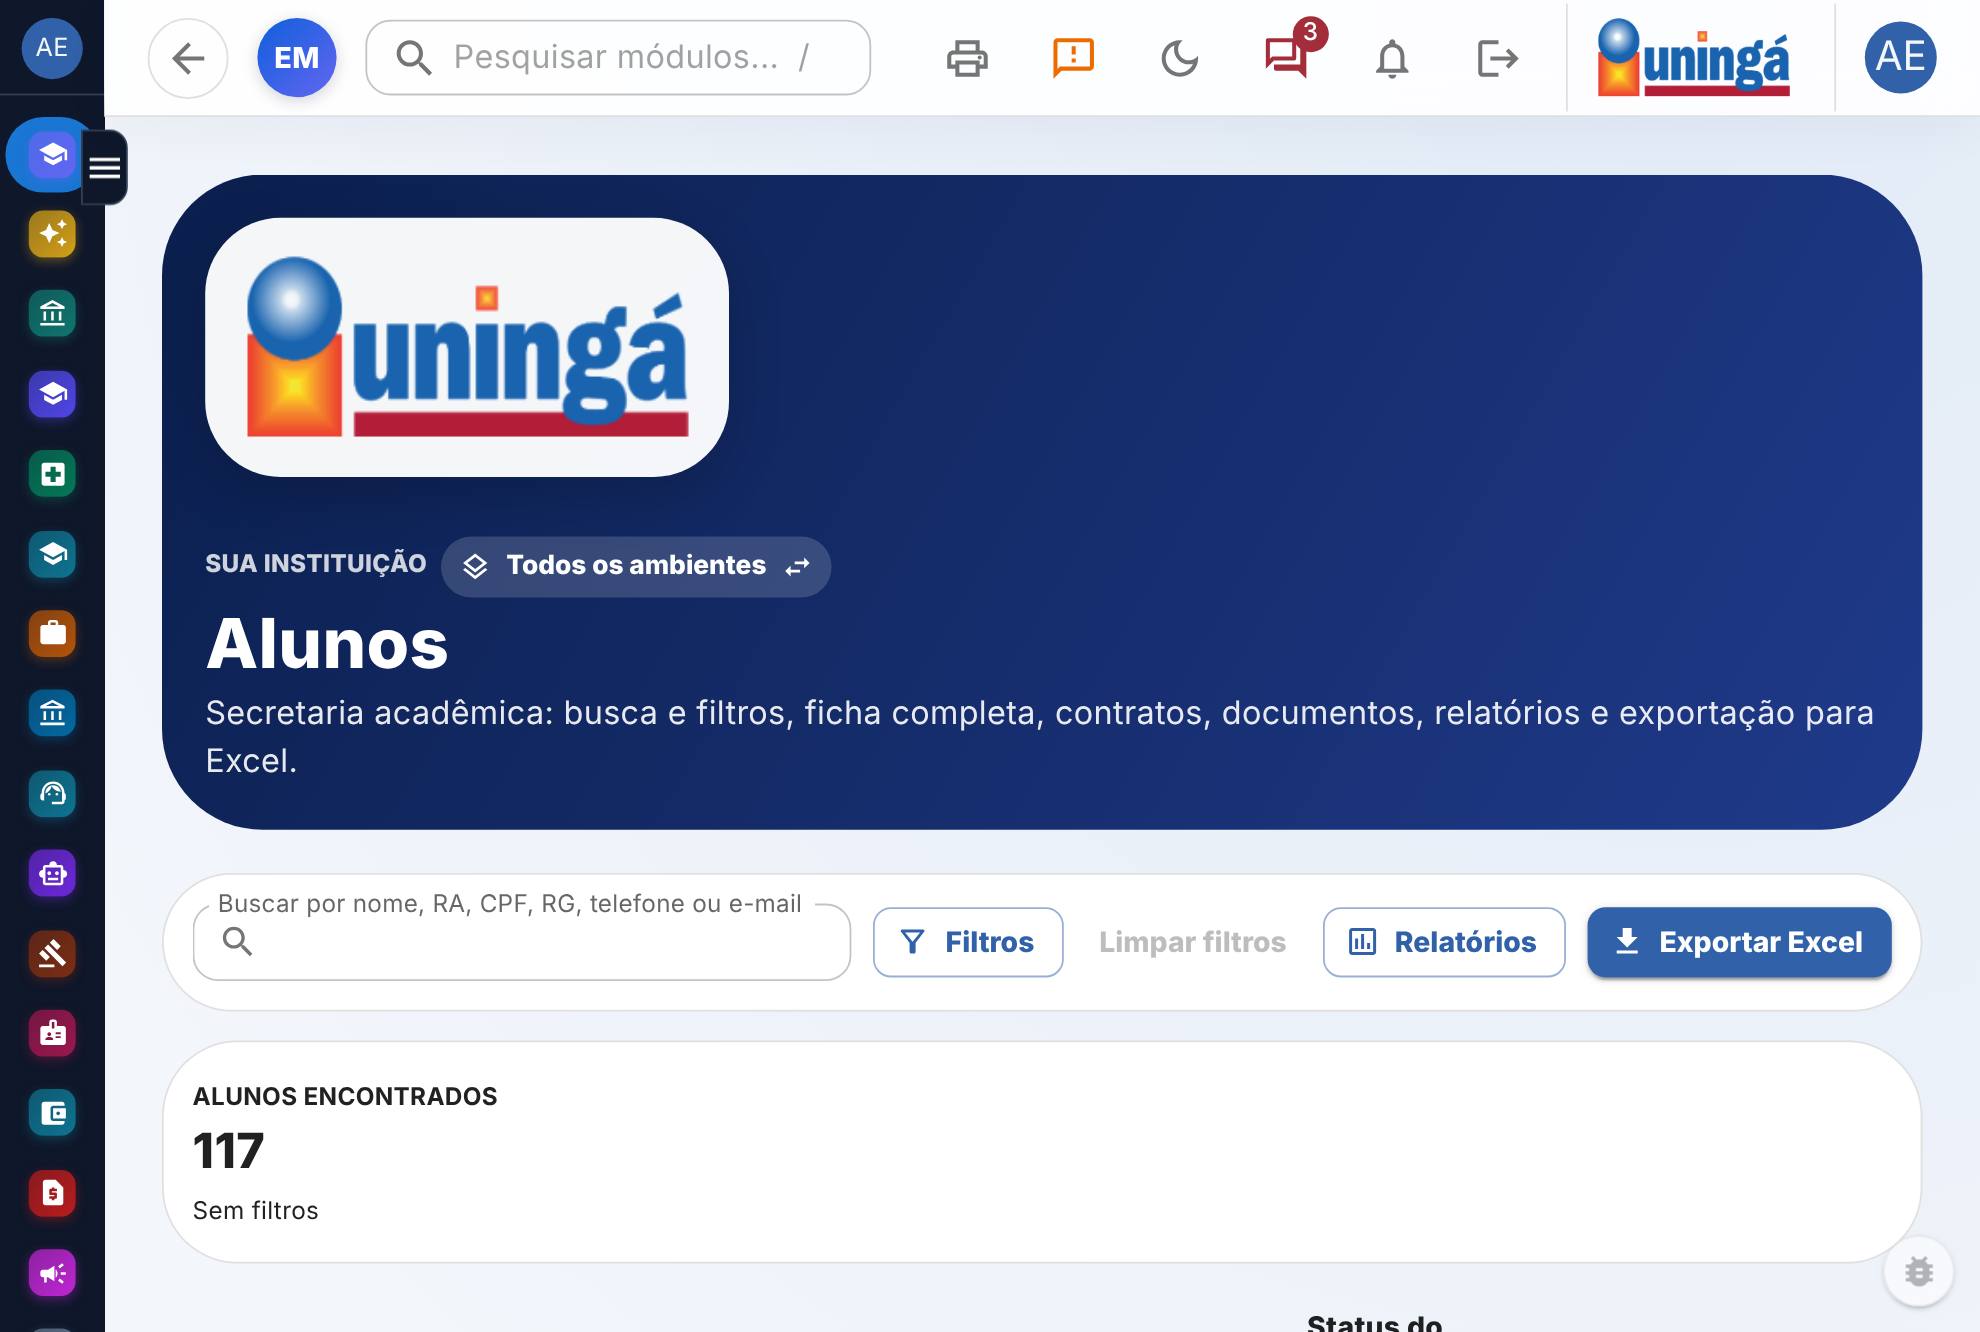 AE
EM
Pesquisar módulos... /
3
uningá
AE
uningá
SUA INSTITUIÇÃO
Todos os ambientes
Alunos
Secretaria acadêmica: busca e filtros, ficha completa, contratos, documentos, relatórios e exportação para
Excel.
Buscar por nome, RA, CPF, RG, telefone ou e-mail
Filtros
Limpar filtros
Relatórios
Exportar Excel
ALUNOS ENCONTRADOS
117
Sem filtros
Status do